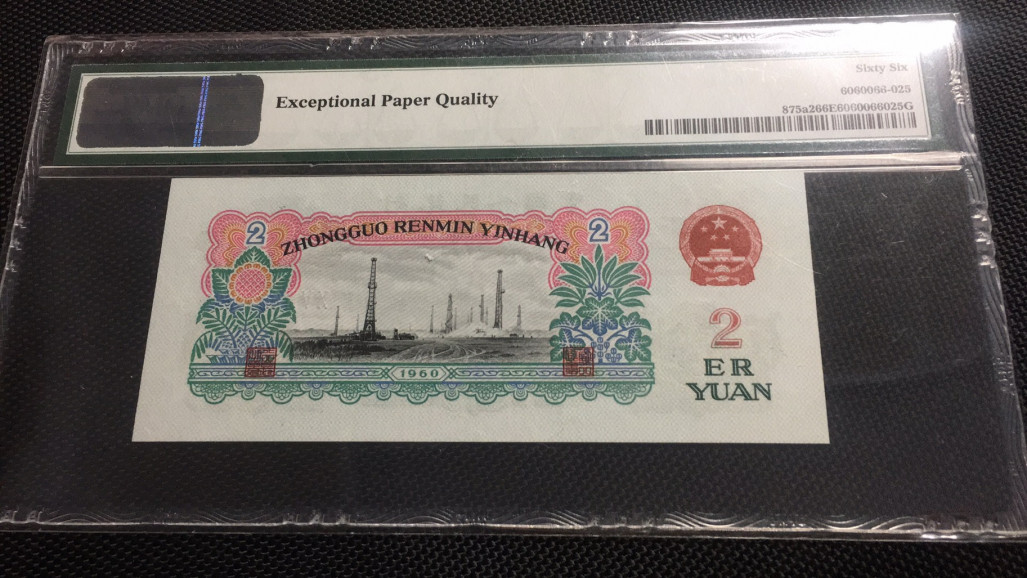 Exceptional Paper Quality
Sixty Six
6060066-025
875a266E6060066025G
2 ZHONGGUO RENMIN YINHANG 2
1960
2
ER
YUAN